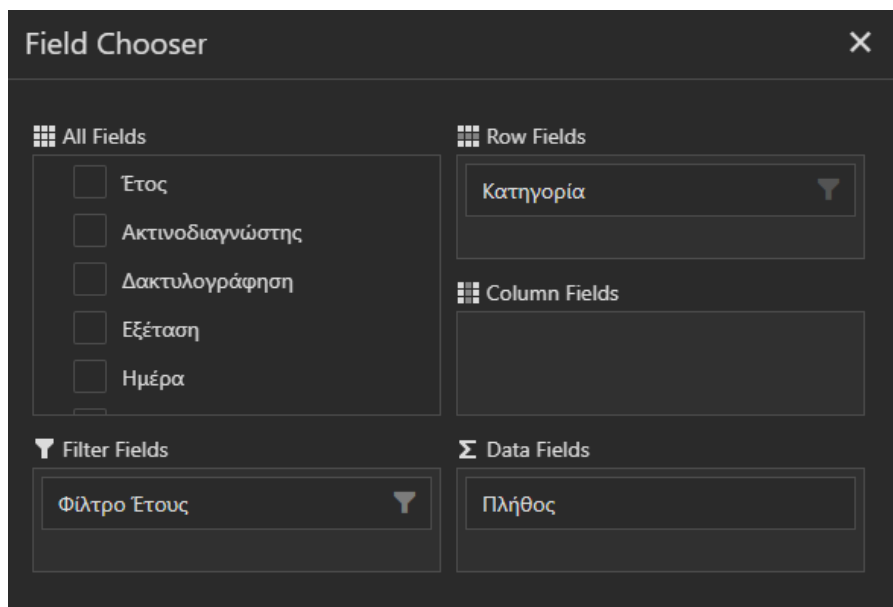 Field Chooser
All Fields
Έτος
Ακτινοδιαγνώστης
Δακτυλογράφηση
Εξέταση
Ημέρα
Row Fields
Κατηγορία
Column Fields
Filter Fields
Φίλτρο Έτους
Data Fields
Πλήθος